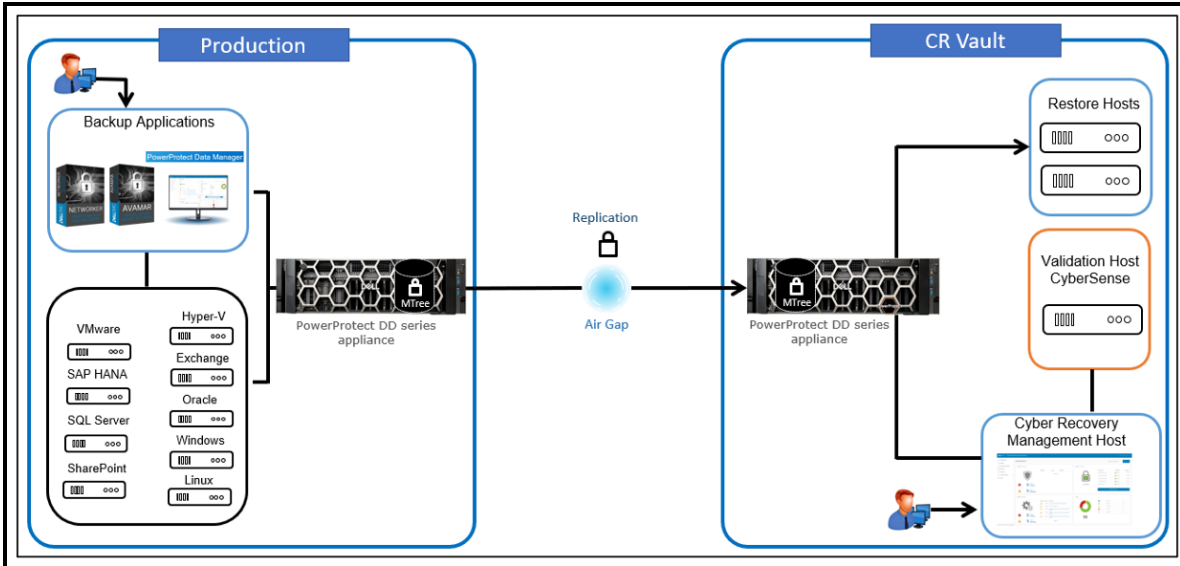 Production
Backup Applications
PowerProtect Data Manager
NETWORKER
AVAMAR
VMware
SAP HANA
SQL Server
SharePoint
Hyper-V
Exchange
Oracle
Windows
Linux
DELL
MTree
PowerProtect DD series
appliance
Replication
Air Gap
CR Vault
DELL
MTree
PowerProtect DD series
appliance
Restore Hosts
Validation Host
CyberSense
Cyber Recovery
Management Host